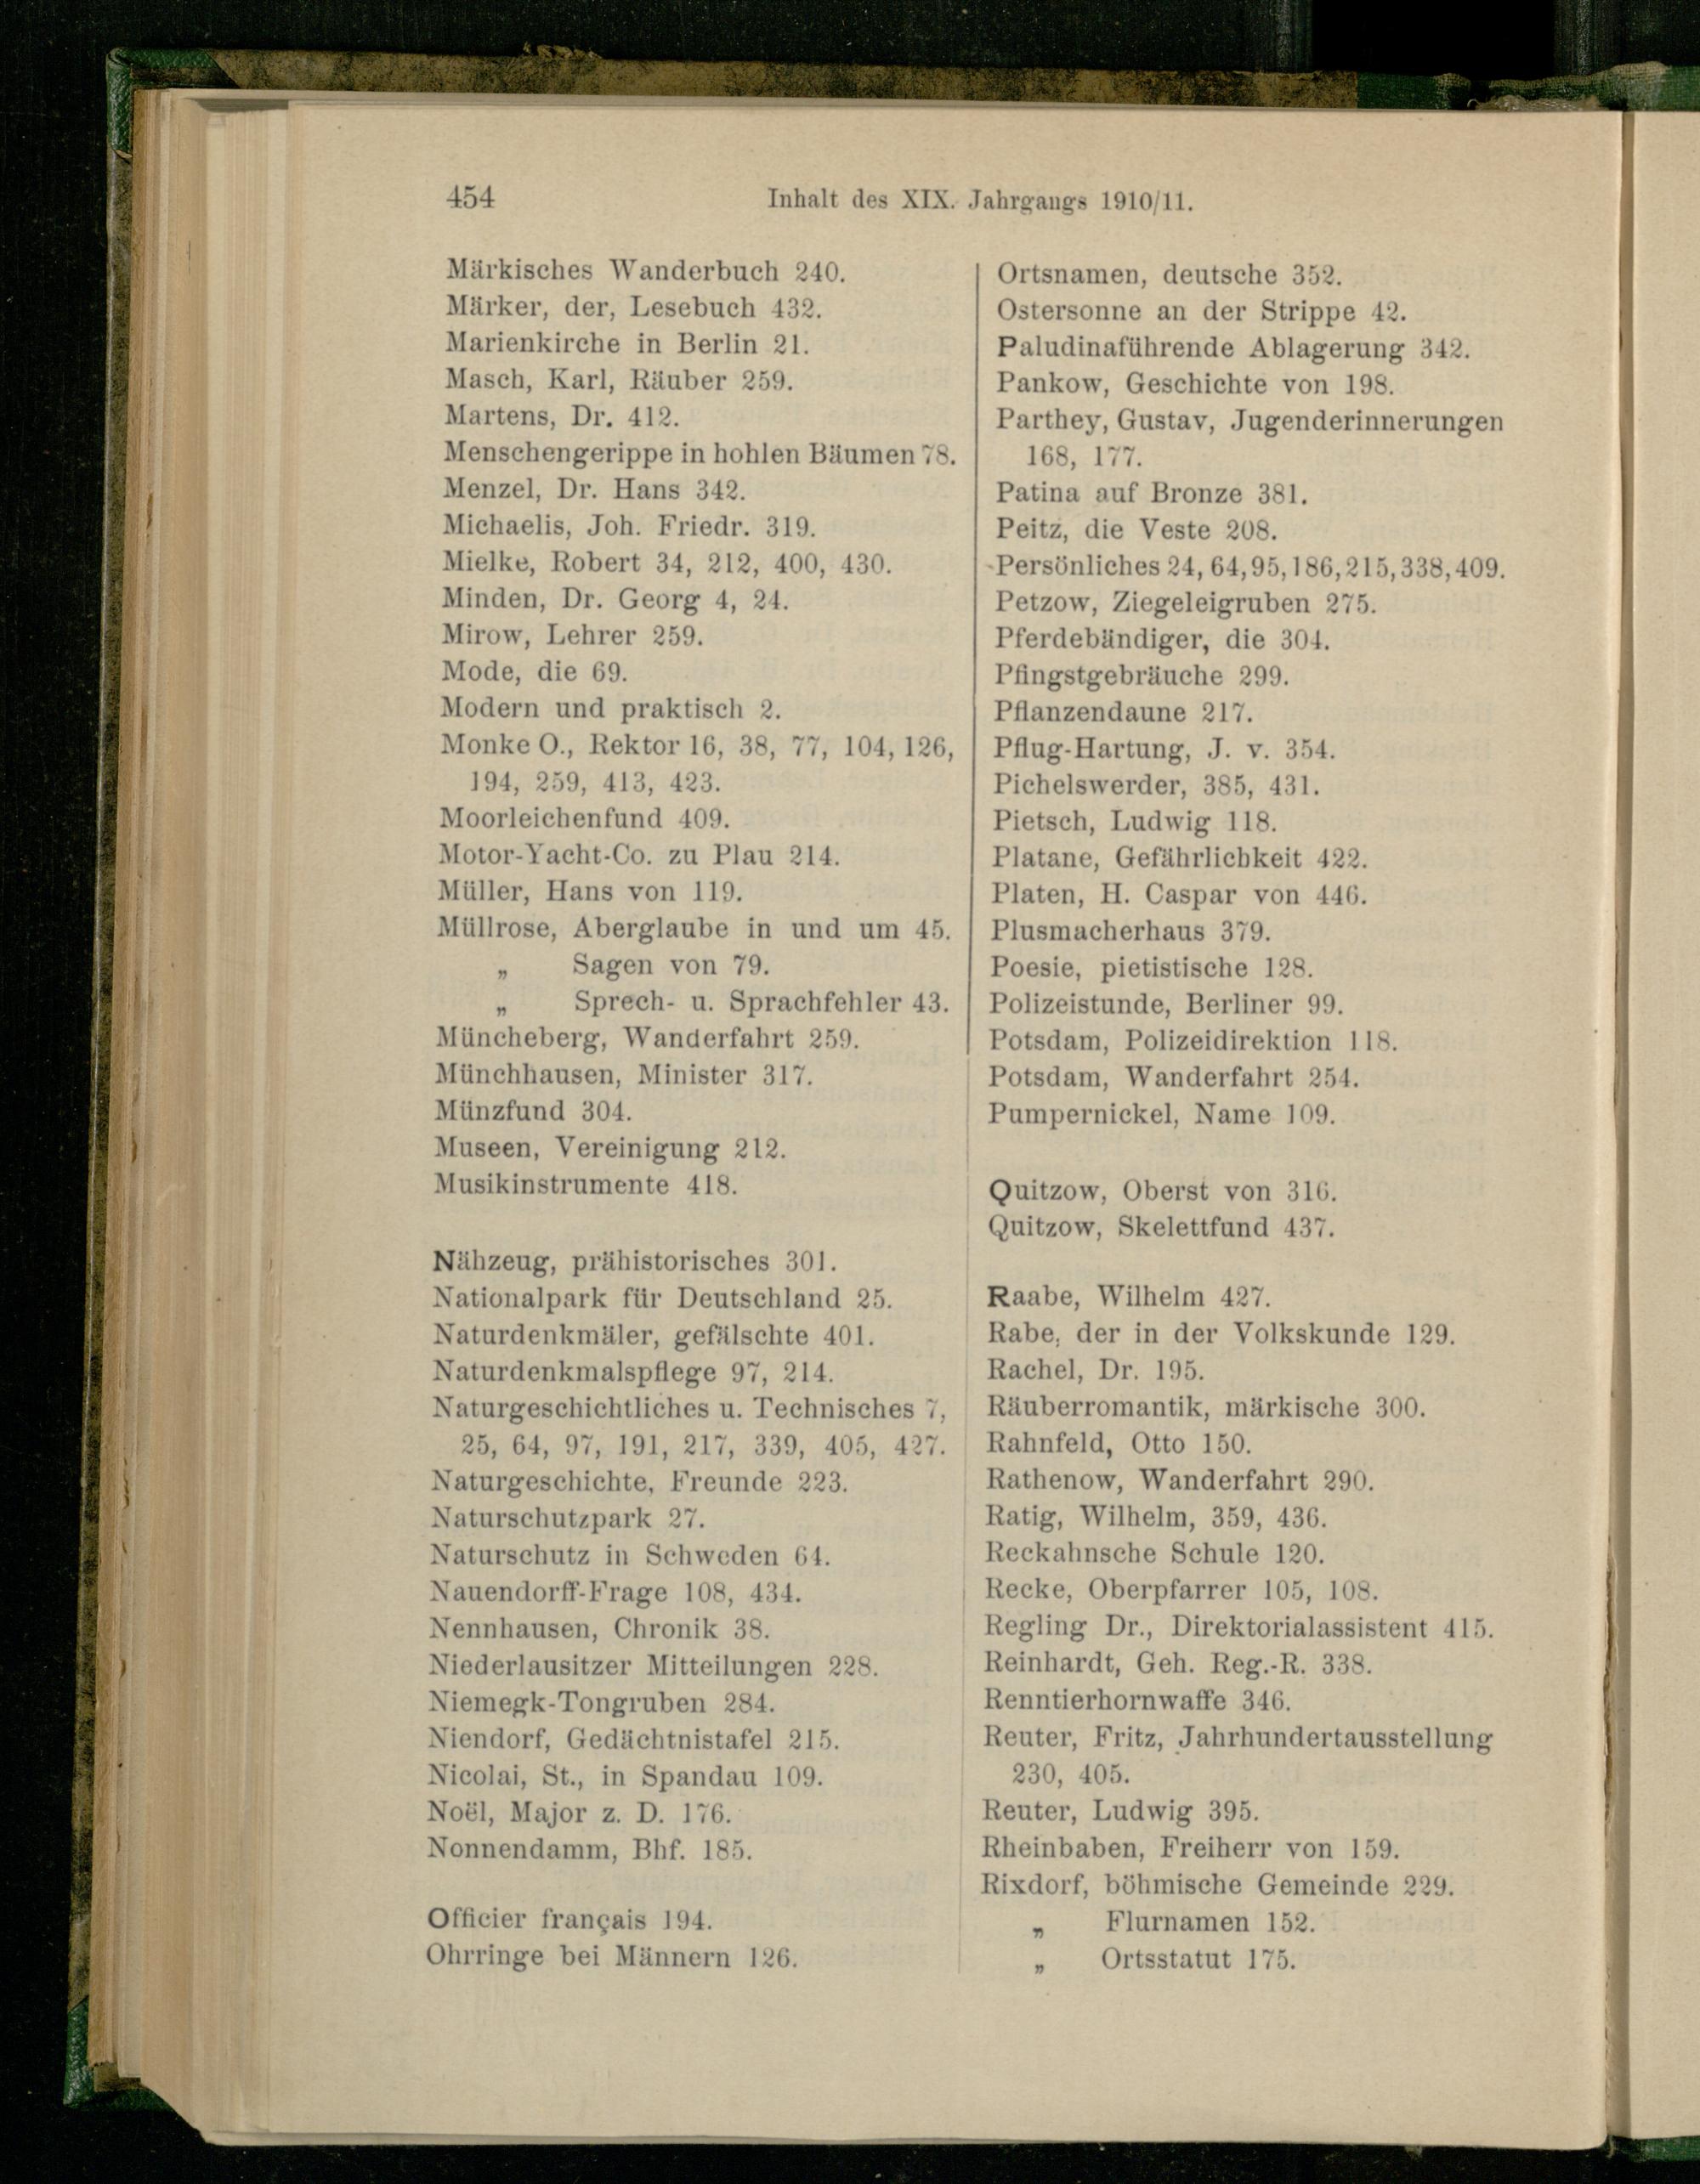 454
Inhalt des XIX. Jahrgangs 1910/11.
Märkisches Wanderbuch 240.
Märker, der, Lesebuch 432.
Marienkirche in Berlin 21.
Masch, Karl, Räuber 259.
Martens, Dr. 412.
Menschengerippe in hohlen Bäumen 78.
Menzel, Dr. Hans 342.
Michaelis, Joh. Friedr. 319.
Mielke, Robert 34, 212, 400, 430.
Minden, Dr. Georg 4, 24.
Mirow, Lehrer 259.
Mode, die 69.
Modern und praktisch 2.
Monke O., Rektor 16, 38, 77, 104, 126,
194, 259, 413, 423.
Moorleichenfund 409.
Motor-Yacht-Co. zu Plau 214.
Müller, Hans von 119.
Müllrose, Aberglaube in und um 45.
„ Sagen von 79.
„ Sprech- u. Sprachfehler 43.
Müncheberg, Wanderfahrt 259.
Münchhausen, Minister 317.
Münzfund 304.
Museen, Vereinigung 212.
Musikinstrumente 418.
Nähzeug, prähistorisches 301.
Nationalpark für Deutschland 25.
Naturdenkmäler, gefälschte 401.
Naturdenkmalspflege 97, 214.
Naturgeschichtliches u. Technisches 7,
25, 64, 97, 191, 217, 339, 405, 427.
Naturgeschichte, Freunde 223.
Naturschutzpark 27.
Naturschutz in Schweden 64.
Nauendorff-Frage 108, 434.
Nennhausen, Chronik 38.
Niederlausitzer Mitteilungen 228.
Niemegk-Tongruben 284.
Niendorf, Gedächtnistafel 215.
Nicolai, St., in Spandau 109.
Noël, Major z. D. 176.
Nonnendamm, Bhf. 185.
Officier français 194.
Ohrringe bei Männern 126.
Ortsnamen, deutsche 352.
Ostersonne an der Strippe 42.
Paludinaführende Ablagerung 342.
Pankow, Geschichte von 198.
Parthey, Gustav, Jugenderinnerungen
168, 177.
Patina auf Bronze 381.
Peitz, die Veste 208.
Persönliches 24, 64, 95, 186, 215, 338, 409.
Petzow, Ziegeleigruben 275.
Pferdebändiger, die 304.
Pfingstgebräuche 299.
Pflanzendaune 217.
Pflug-Hartung, J. v. 354.
Pichelswerder, 385, 431.
Pietsch, Ludwig 118.
Platane, Gefährlichkeit 422.
Platen, H. Caspar von 446.
Plusmacherhaus 379.
Poesie, pietistische 128.
Polizeistunde, Berliner 99.
Potsdam, Polizeidirektion 118.
Potsdam, Wanderfahrt 254.
Pumpernickel, Name 109.
Quitzow, Oberst von 316.
Quitzow, Skelettfund 437.
Raabe, Wilhelm 427.
Rabe, der in der Volkskunde 129.
Rachel, Dr. 195.
Räuberromantik, märkische 300.
Rahnfeld, Otto 150.
Rathenow, Wanderfahrt 290.
Ratig, Wilhelm, 359, 436.
Reckahnsche Schule 120.
Recke, Oberpfarrer 105, 108.
Regling Dr., Direktorialassistent 415.
Reinhardt, Geh. Reg.-R. 338.
Renntierhornwaffe 346.
Reuter, Fritz, Jahrhundertausstellung
230, 405.
Reuter, Ludwig 395.
Rheinbaben, Freiherr von 159.
Rixdorf, böhmische Gemeinde 229.
„ Flurnamen 152.
„ Ortsstatut 175.